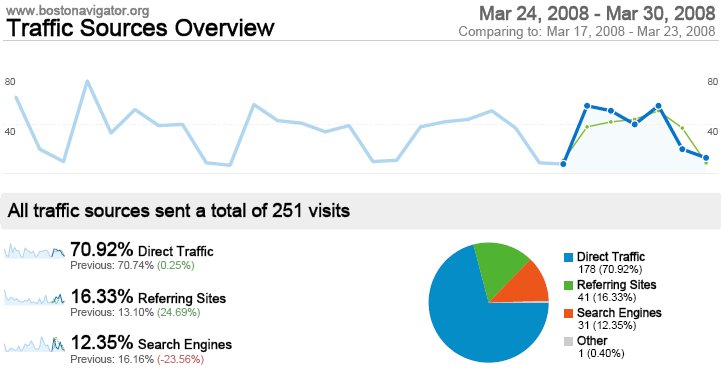 www.bostonavigator.org
Traffic Sources Overview
Mar 24, 2008 - Mar 30, 2008
Comparing to: Mar 17, 2008 - Mar 23, 2008
80
80
40
40
All traffic sources sent a total of 251 visits
70.92% Direct Traffic
Previous: 70.74% (0.25%)
16.33% Referring Sites
Previous: 13.10% (24.69%)
12.35% Search Engines
Previous: 16.16% (-23.56%)
Direct Traffic
178 (70.92%)
Referring Sites
41 (16.33%)
Search Engines
31 (12.35%)
Other
1 (0.40%)